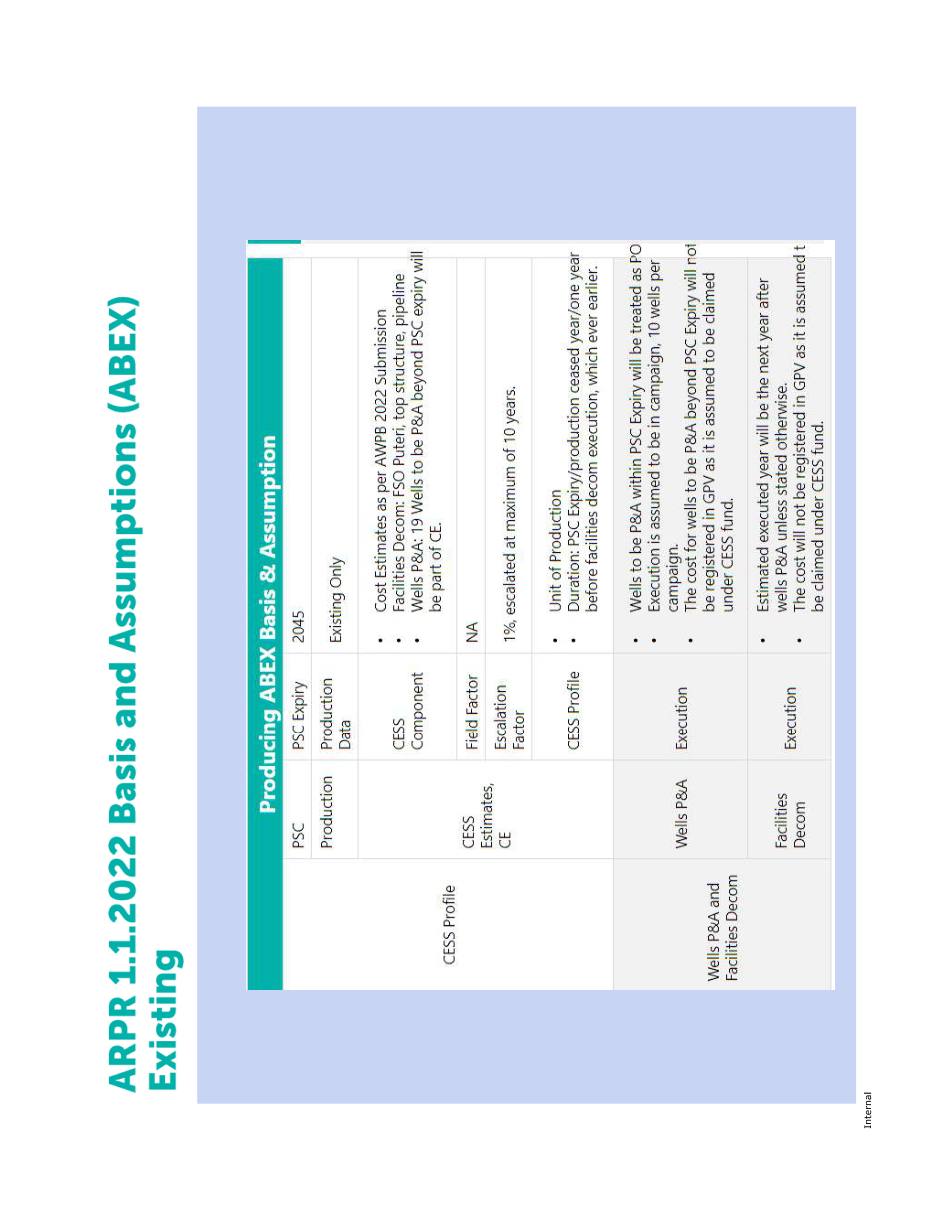 ARPR 1.1.2022 Basis and Assumptions (ABEX)
Existing
Producing ABEX Basis & Assumption
CESS Profile
PSC
PSC Expiry
2045
Production
Production
Data
Existing Only
CESS
Estimates,
CE
CESS
Component
• Cost Estimates as per AWPB 2022 Submission
• Facilities Decom: FSO Puteri, top structure, pipeline
• Wells P&A: 19 Wells to be P&A beyond PSC expiry will
be part of CE.
Field Factor
NA
Escalation
Factor
1%, escalated at maximum of 10 years.
CESS Profile
• Unit of Production
• Duration: PSC Expiry/production ceased year/one year
before facilities decom execution, which ever earlier.
Wells P&A and
Facilities Decom
Wells P&A
Execution
• Wells to be P&A within PSC Expiry will be treated as PO
• Execution is assumed to be in campaign, 10 wells per
campaign.
• The cost for wells to be P&A beyond PSC Expiry will not
be registered in GPV as it is assumed to be claimed
under CESS fund.
Facilities
Decom
Execution
• Estimated executed year will be the next year after
wells P&A unless stated otherwise.
• The cost will not be registered in GPV as it is assumed t
be claimed under CESS fund.
Internal